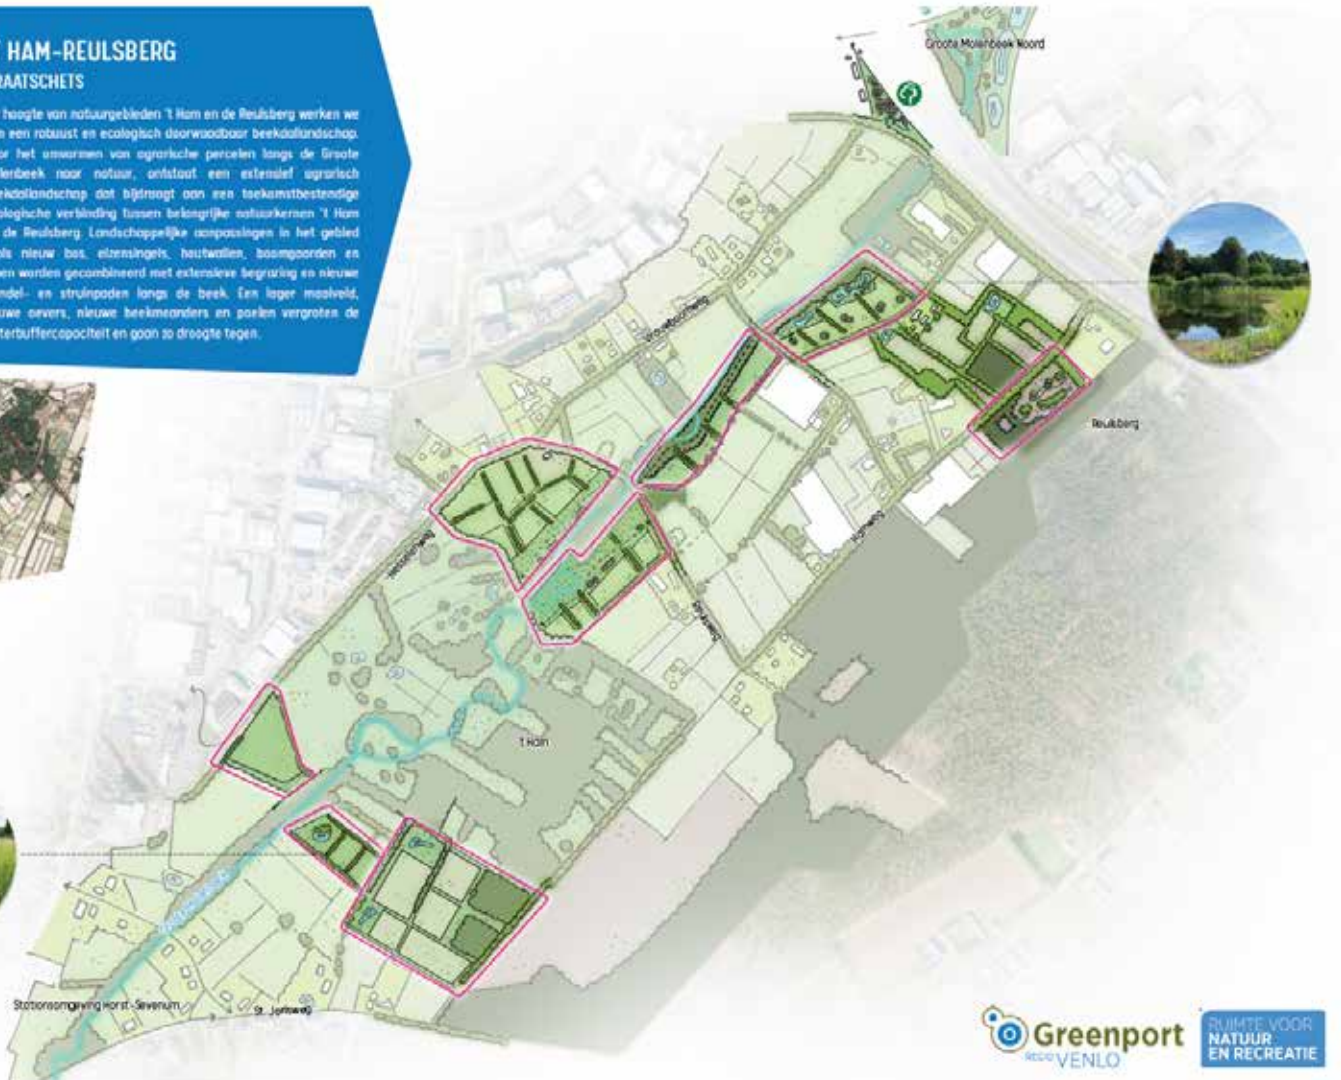 HAM-REULSBERG
RAATSCHETS
hoogte van natuurgebieden 't Ham en de Reulsberg werken we
een robuust en ecologisch doorwaadbaar beekdallandschap.
or het omvormen van agrarische percelen langs de Groote
lenbeek naar natuur, ontstaat een extensief agrarisch
ekdallandschap dat bijdraagt aan een toekomstbestendige
ologische verbinding tussen belangrijke natuurkernen 't Ham
de Reulsberg. Landschappelijke aanpassingen in het gebied
als nieuw bos, elzensingels, houtwallen, boomgaarden en
en worden gecombineerd met extensieve begrazing en nieuwe
ndel- en struinpaden langs de beek. Een lager maaiveld,
uwe oevers, nieuwe beekmeanders en poelen vergroten de
terbuffercapaciteit en gaan zo droogte tegen.
Groote Molenbeek Noord
Reulsberg
't Ham
Stationsomgeving Horst-Sevenum
St. Jorisweg
Greenport
REGIO VENLO
RUIMTE VOOR
NATUUR
EN RECREATIE